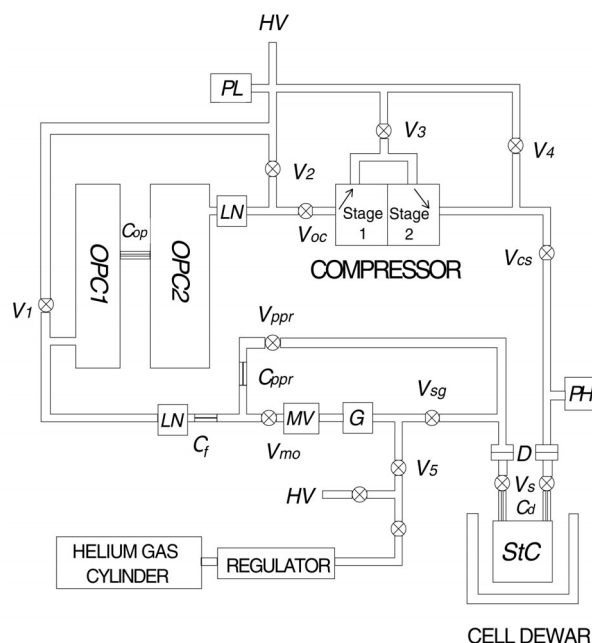 HV
PL
V3
V4
V2
LN
Stage
1
Stage
2
Cop
OPC1
OPC2
Voc
COMPRESSOR
Vcs
V1
Vppr
Cppr
Vsg
PH
LN
MV
G
Cf
Vmo
D
V5
Vs
HV
Cd
StC
HELIUM GAS
CYLINDER
REGULATOR
CELL DEWAR